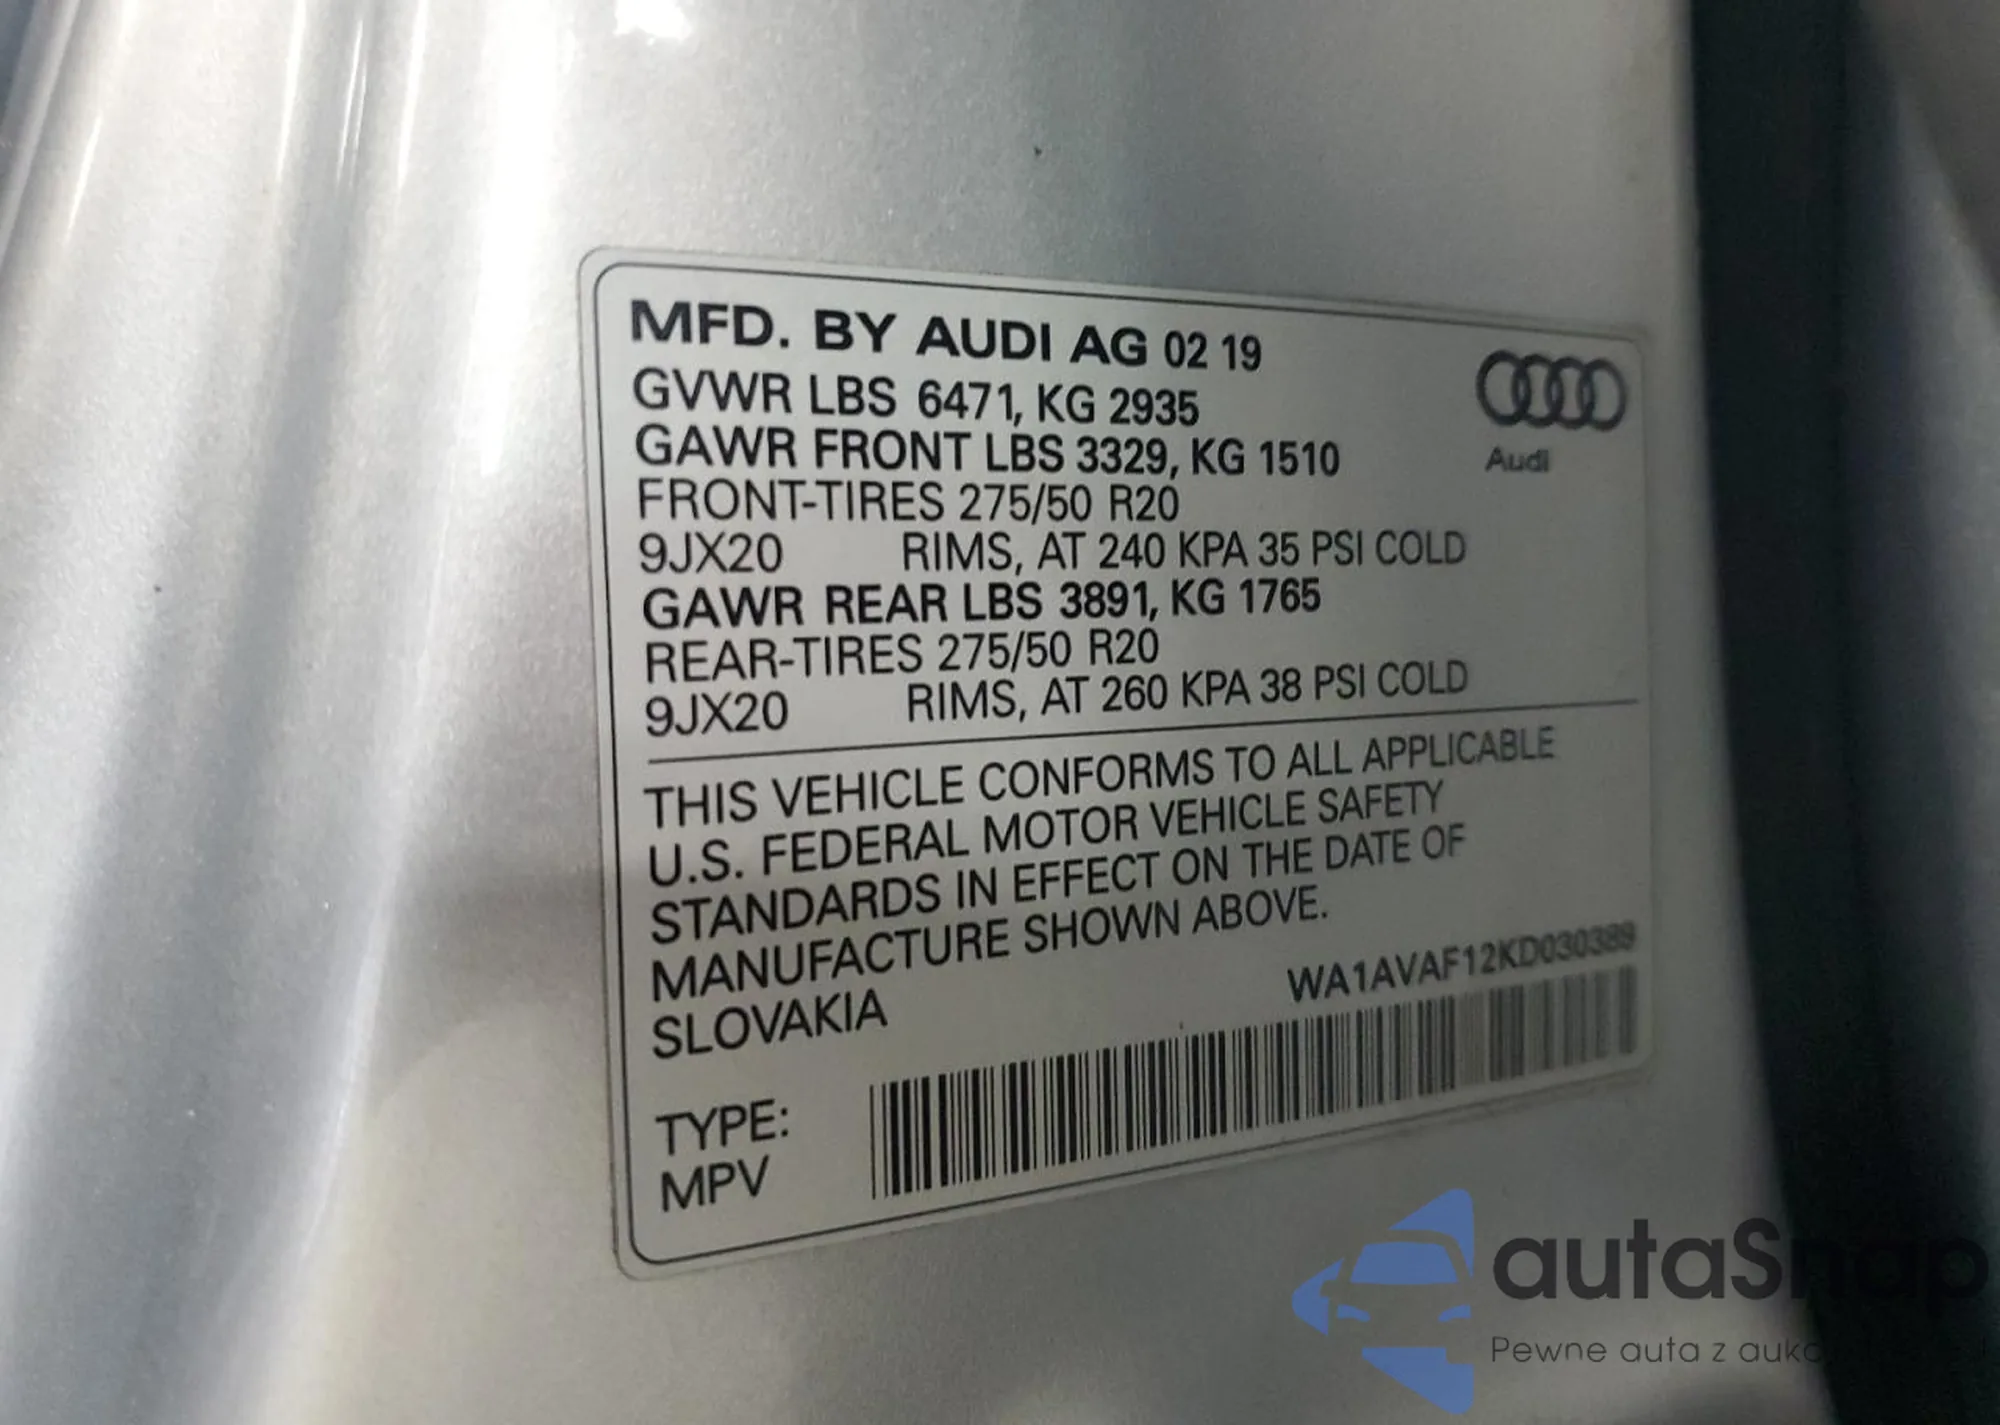 MFD. BY AUDI AG 02 19
GVWR LBS 6471, KG 2935
GAWR FRONT LBS 3329, KG 1510
FRONT-TIRES 275/50 R20
9JX20 RIMS, AT 240 KPA 35 PSI COLD
GAWR REAR LBS 3891, KG 1765
REAR-TIRES 275/50 R20
9JX20 RIMS, AT 260 KPA 38 PSI COLD
Audi
THIS VEHICLE CONFORMS TO ALL APPLICABLE
U.S. FEDERAL MOTOR VEHICLE SAFETY
STANDARDS IN EFFECT ON THE DATE OF
MANUFACTURE SHOWN ABOVE.
SLOVAKIA
WA1AVAF12KD030389
TYPE:
MPV
autaSnap
Pewne auta z